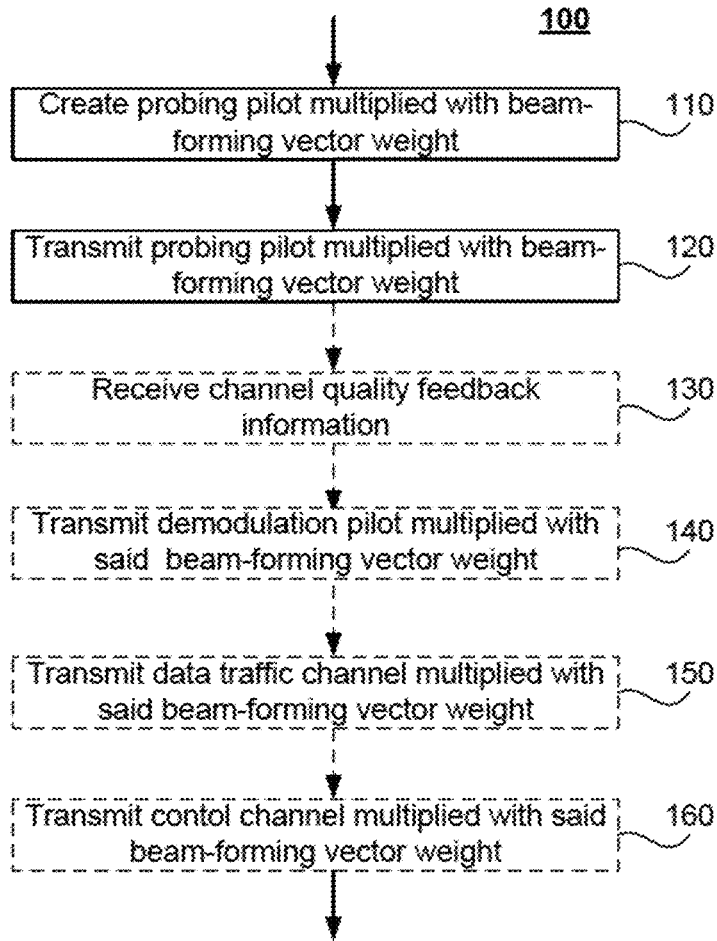 100
Create probing pilot multiplied with beam-
forming vector weight
110
Transmit probing pilot multiplied with beam-
forming vector weight
120
Receive channel quality feedback
information
130
Transmit demodulation pilot multiplied with
said beam-forming vector weight
140
Transmit data traffic channel multiplied with
said beam-forming vector weight
150
Transmit contol channel multiplied with said
beam-forming vector weight
160